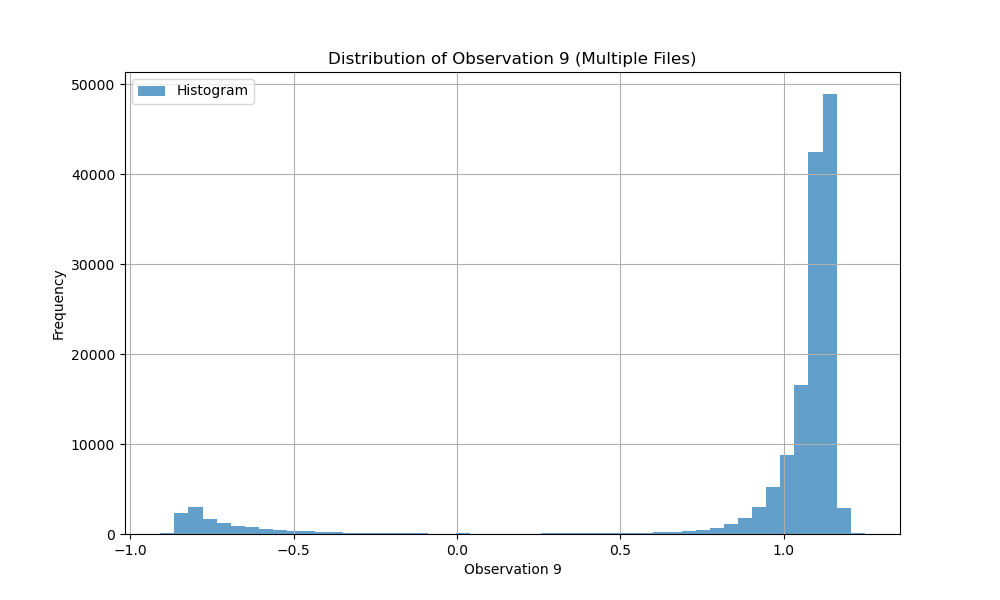 Distribution of Observation 9 (Multiple Files)
Histogram
50000
40000
30000
20000
10000
0
Frequency
−1.0 −0.5 0.0 0.5 1.0
Observation 9